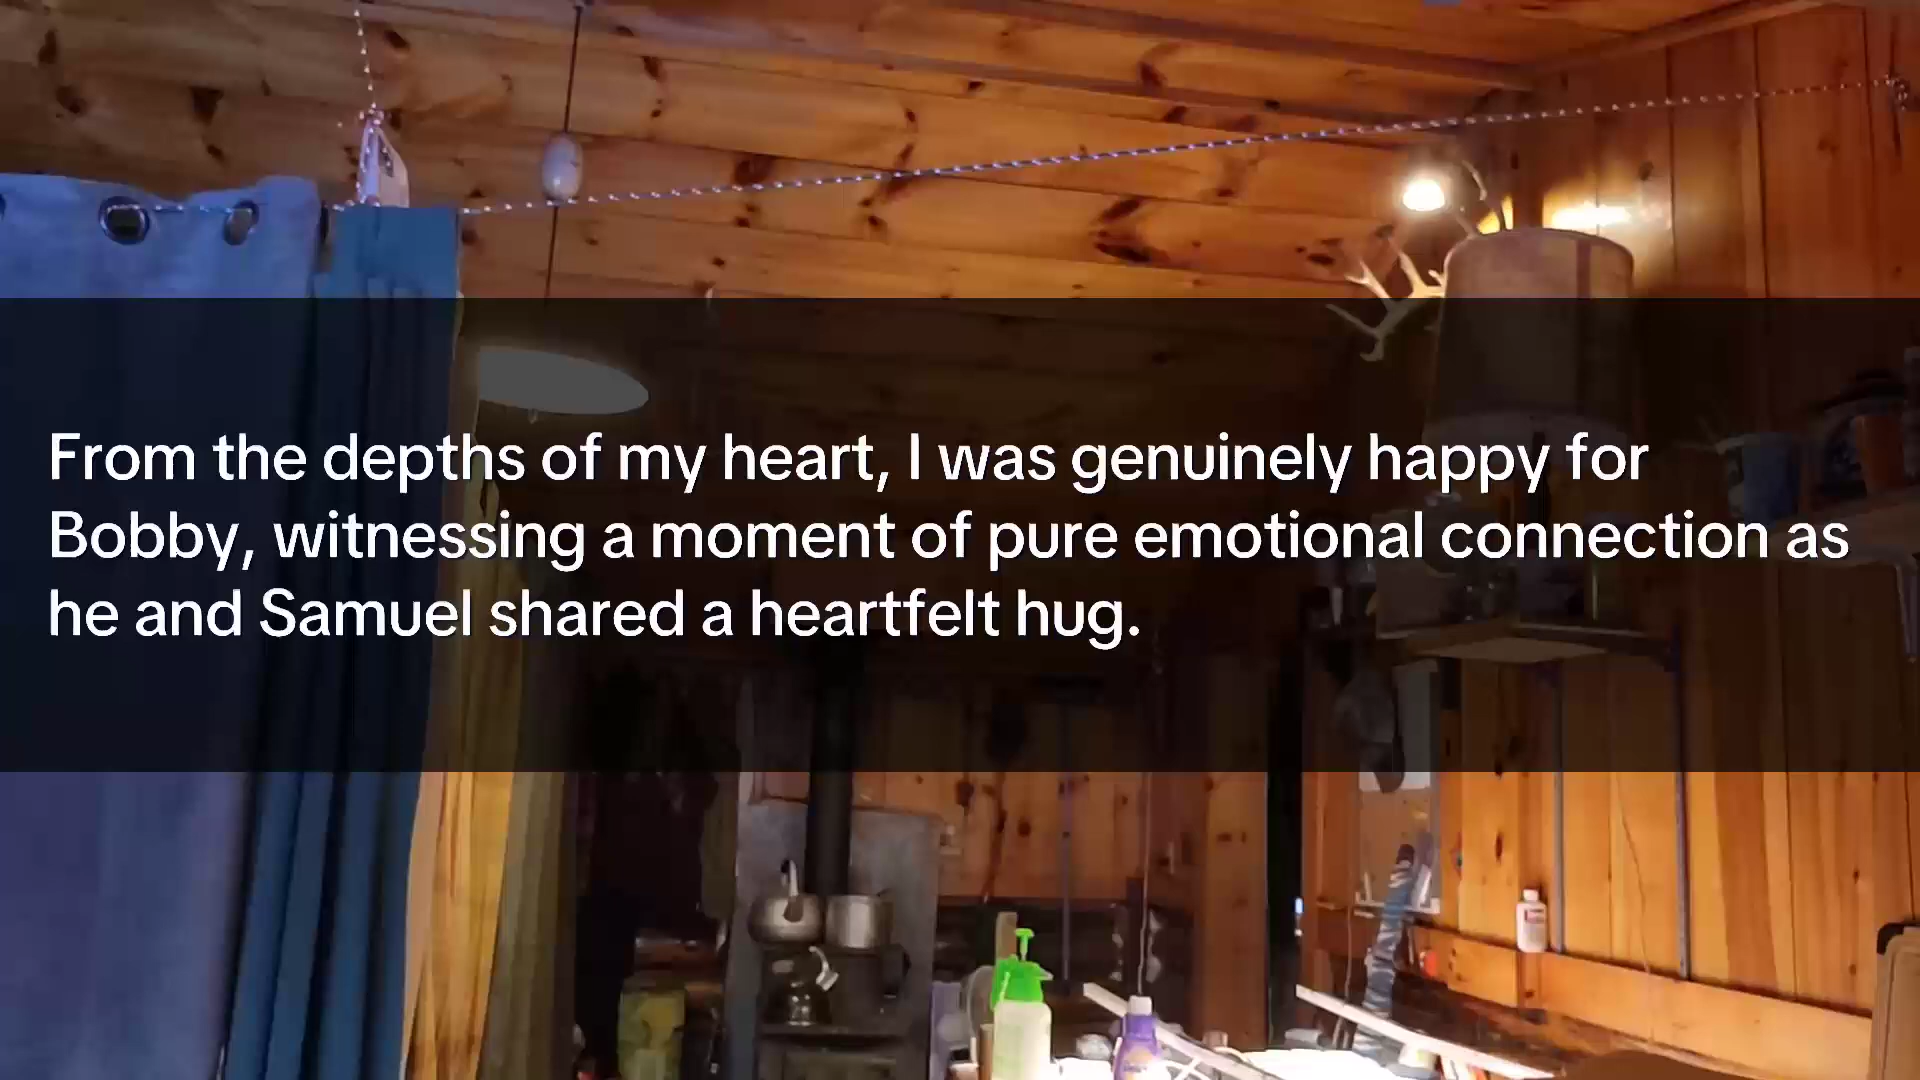 From the depths of my heart, I was genuinely happy for
Bobby, witnessing a moment of pure emotional connection as
he and Samuel shared a heartfelt hug.